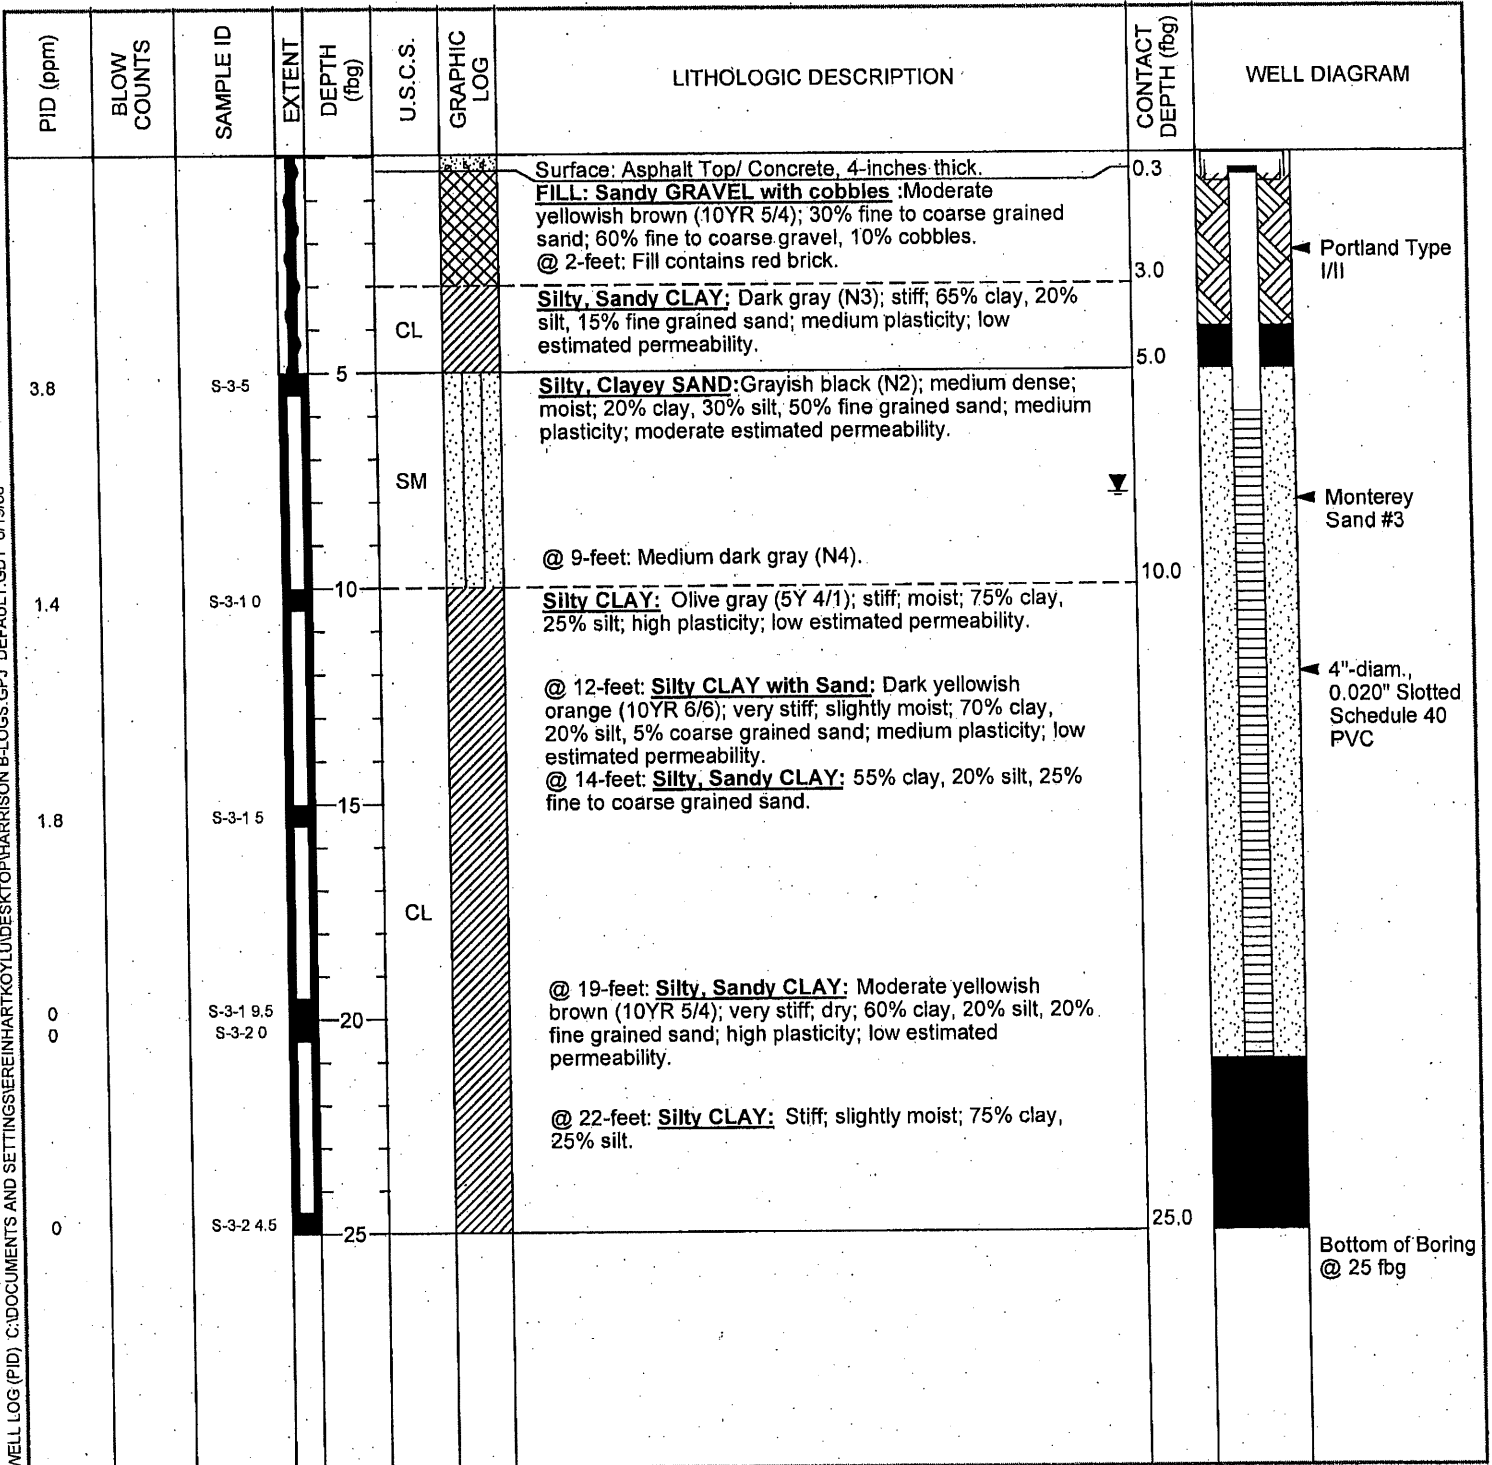 PID (ppm)
BLOW COUNTS
SAMPLE ID
EXTENT
DEPTH (fbg)
U.S.C.S.
GRAPHIC LOG
LITHOLOGIC DESCRIPTION
CONTACT DEPTH (fbg)
WELL DIAGRAM
Surface: Asphalt Top/ Concrete, 4-inches thick.
0.3
FILL: Sandy GRAVEL with cobbles :Moderate
yellowish brown (10YR 5/4); 30% fine to coarse grained
sand; 60% fine to coarse gravel, 10% cobbles.
@ 2-feet: Fill contains red brick.
3.0
Portland Type
I/II
CL
Silty, Sandy CLAY: Dark gray (N3); stiff; 65% clay, 20%
silt, 15% fine grained sand; medium plasticity; low
estimated permeability.
5.0
3.8
S-3-5
5
Silty, Clayey SAND:Grayish black (N2); medium dense;
moist; 20% clay, 30% silt, 50% fine grained sand; medium
plasticity; moderate estimated permeability.
SM
Monterey
Sand #3
@ 9-feet: Medium dark gray (N4).
10.0
1.4
S-3-1 0
10
Silty CLAY: Olive gray (5Y 4/1); stiff; moist; 75% clay,
25% silt; high plasticity; low estimated permeability.
@ 12-feet: Silty CLAY with Sand: Dark yellowish
orange (10YR 6/6); very stiff; slightly moist; 70% clay,
20% silt, 5% coarse grained sand; medium plasticity; low
estimated permeability.
4"-diam.,
0.020" Slotted
Schedule 40
PVC
@ 14-feet: Silty, Sandy CLAY: 55% clay, 20% silt, 25%
fine to coarse grained sand.
1.8
S-3-1 5
15
CL
@ 19-feet: Silty, Sandy CLAY: Moderate yellowish
brown (10YR 5/4); very stiff; dry; 60% clay, 20% silt, 20%
fine grained sand; high plasticity; low estimated
permeability.
0
S-3-1 9.5
0
S-3-2 0
20
@ 22-feet: Silty CLAY: Stiff; slightly moist; 75% clay,
25% silt.
0
S-3-2 4.5
25
25.0
Bottom of Boring
@ 25 fbg
WELL LOG (PID) C:\DOCUMENTS AND SETTINGS\EREINHARTKOYLU\DESKTOP\HARRISON B-LOGS.GPJ DEFAULT.GDT